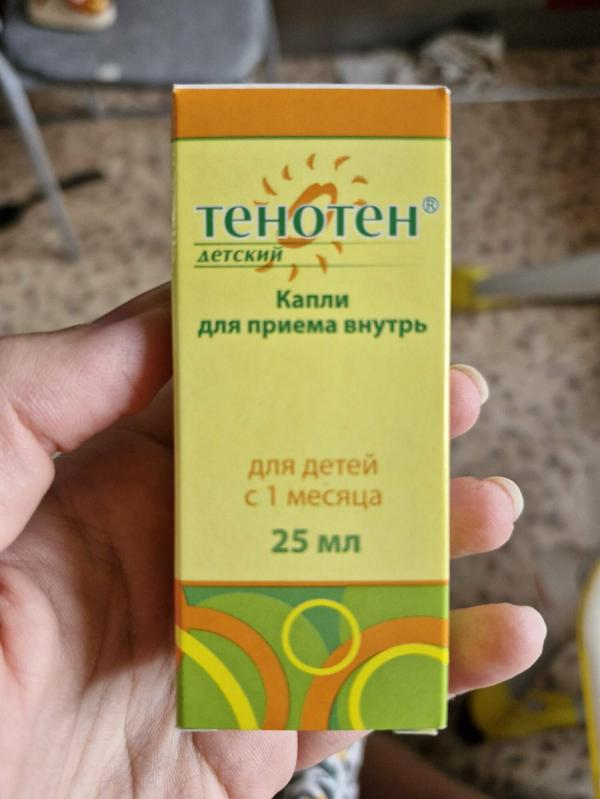 ТЕНОТЕН®
детский
Капли
для приема внутрь
для детей
с 1 месяца
25 мл